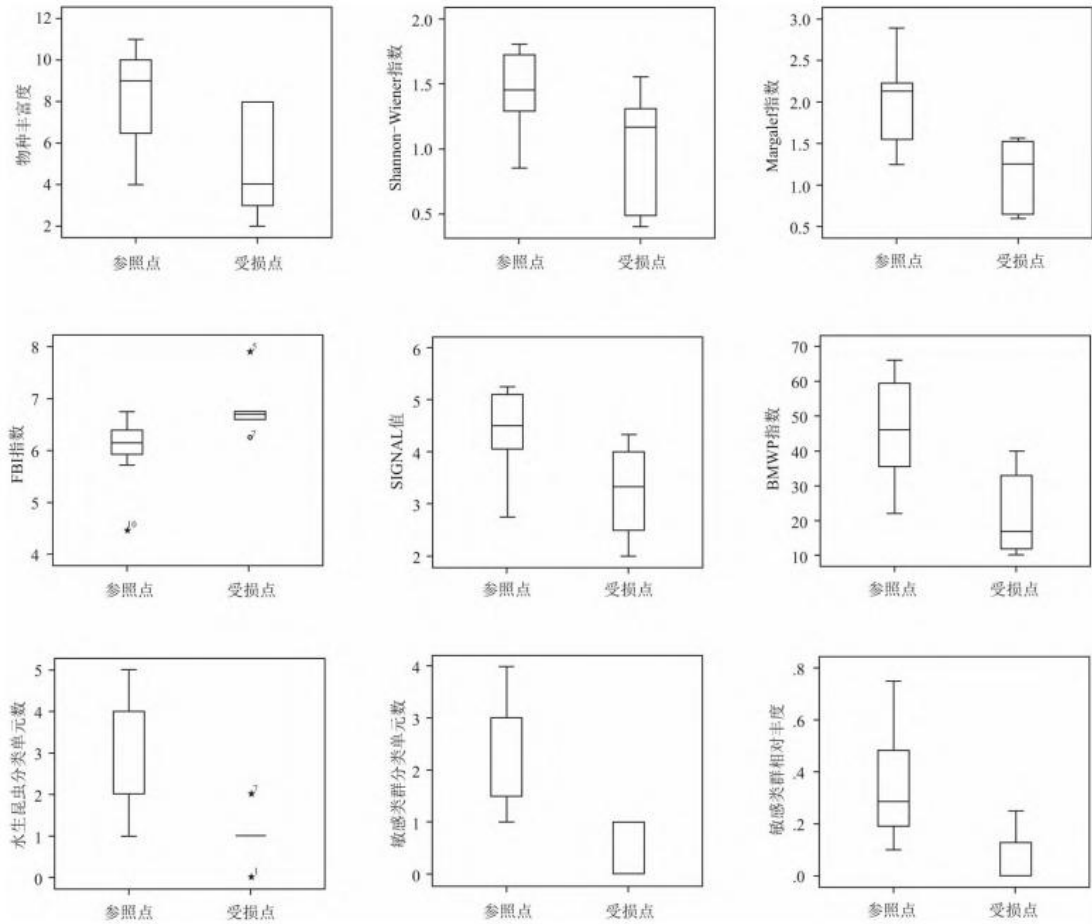 12
10
8
6
4
2
物种丰富度
参照点
受损点
2.0
1.5
1.0
0.5
Shannon-Wiener指数
参照点
受损点
3.0
2.5
2.0
1.5
1.0
0.5
Margalef指数
参照点
受损点
8
7
6
5
4
FBI指数
10
5
7
参照点
受损点
6
5
4
3
2
SIGNAL值
参照点
受损点
70
60
50
40
30
20
10
BMWP指数
参照点
受损点
5
4
3
2
1
0
水生昆虫分类单元数
7
1
参照点
受损点
4
3
2
1
0
敏感类群分类单元数
参照点
受损点
.8
.6
.4
.2
.0
敏感类群相对丰度
参照点
受损点